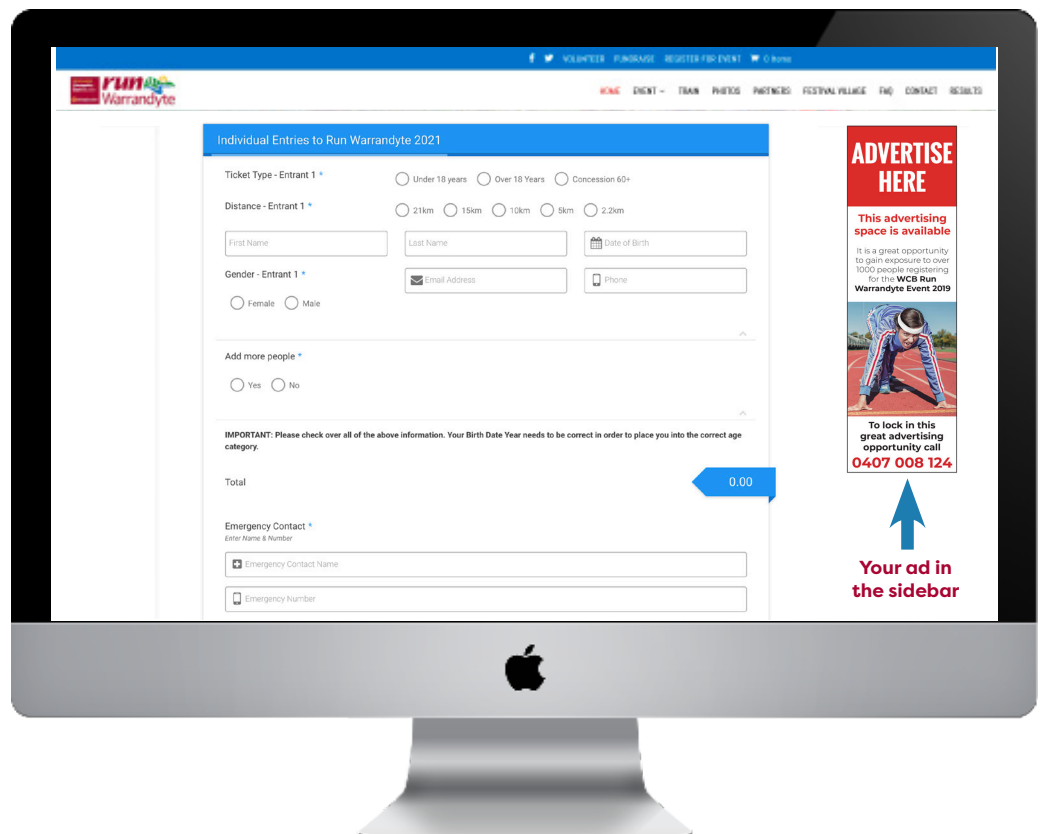 VOLUNTEER FUNDRAISE REGISTER FOR EVENT 0 Items
run
Warrandyte
HOME EVENT TRAIN PHOTOS PARTNERS FESTIVAL VILLAGE FAQ CONTACT RESULTS
Individual Entries to Run Warrandyte 2021
Ticket Type - Entrant 1 *
Under 18 years Over 18 Years Concession 60+
Distance - Entrant 1 *
21km 15km 10km 5km 2.2km
First Name Last Name Date of Birth
Gender - Entrant 1 *
Email Address Phone
Female Male
Add more people *
Yes No
IMPORTANT: Please check over all of the above information. Your Birth Date Year needs to be correct in order to place you into the correct age
category.
Total 0.00
Emergency Contact *
Enter Name & Number
Emergency Contact Name
Emergency Number
ADVERTISE
HERE
This advertising
space is available
It is a great opportunity
to gain exposure to over
1000 people registering
for the WCB Run
Warrandyte Event 2019
To lock in this
great advertising
opportunity call
0407 008 124
Your ad in
the sidebar